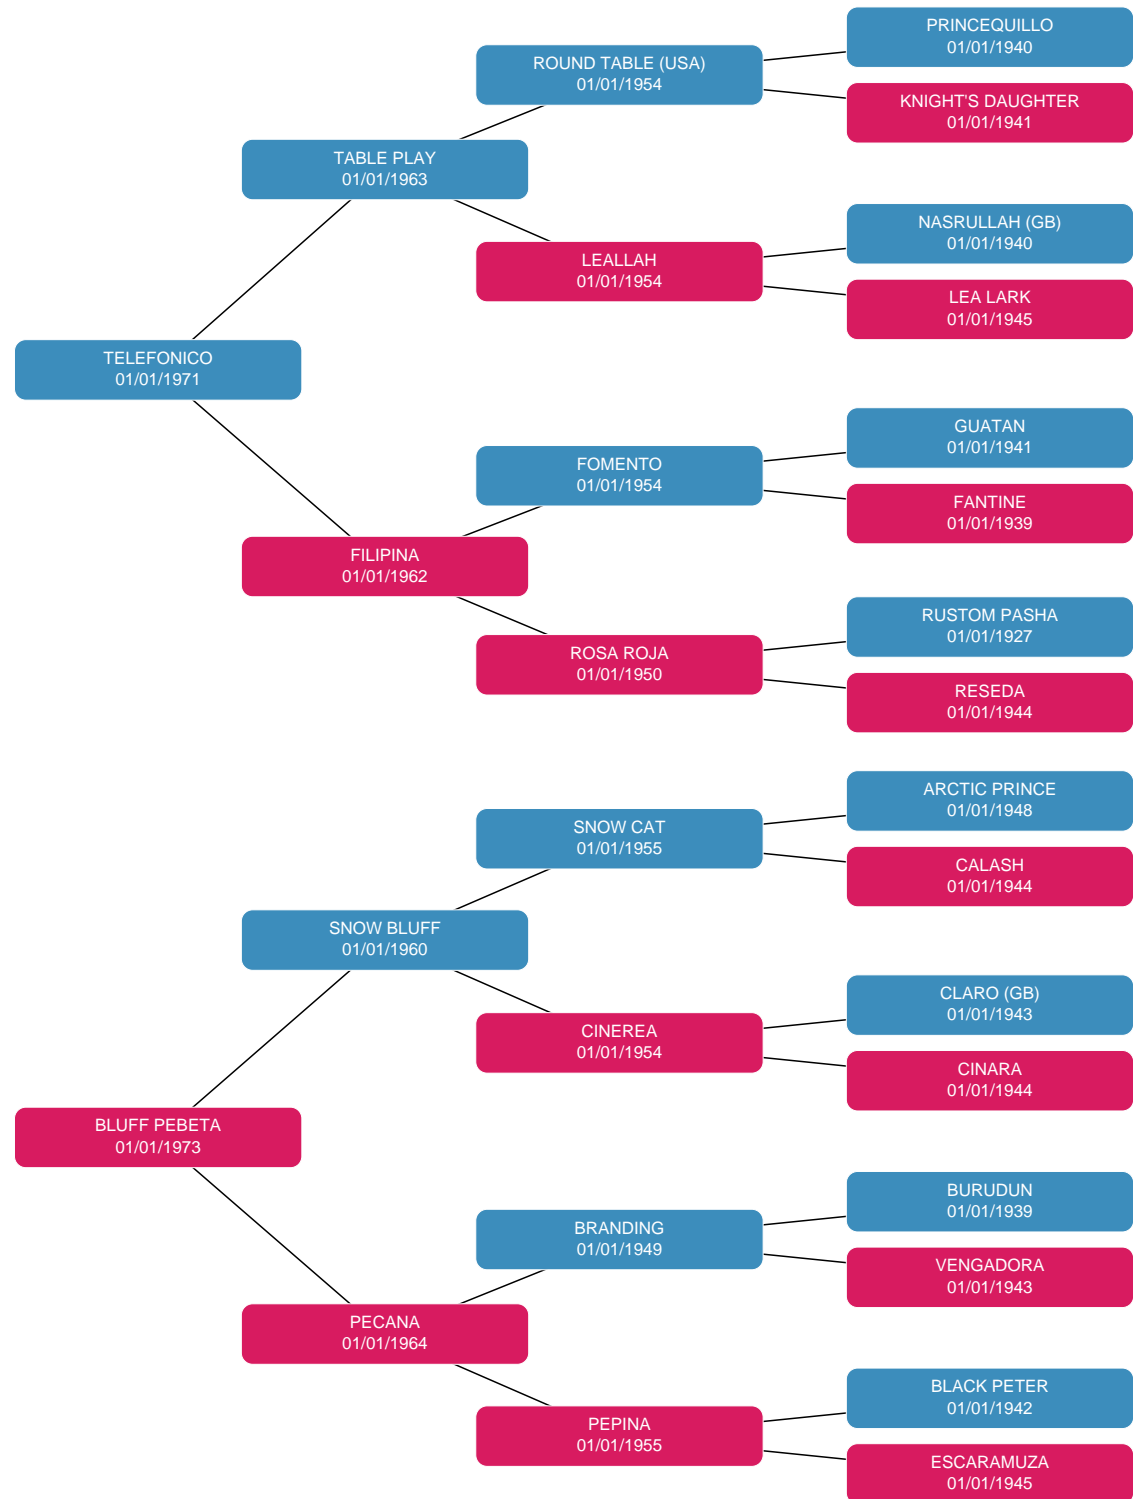 PRINCEQUILLO
01/01/1940
ROUND TABLE (USA)
01/01/1954
KNIGHT'S DAUGHTER
01/01/1941
TABLE PLAY
01/01/1963
NASRULLAH (GB)
01/01/1940
LEALLAH
01/01/1954
LEA LARK
01/01/1945
TELEFONICO
01/01/1971
GUATAN
01/01/1941
FOMENTO
01/01/1954
FANTINE
01/01/1939
FILIPINA
01/01/1962
RUSTOM PASHA
01/01/1927
ROSA ROJA
01/01/1950
RESEDA
01/01/1944
ARCTIC PRINCE
01/01/1948
SNOW CAT
01/01/1955
CALASH
01/01/1944
SNOW BLUFF
01/01/1960
CLARO (GB)
01/01/1943
CINEREA
01/01/1954
CINARA
01/01/1944
BLUFF PEBETA
01/01/1973
BURUDUN
01/01/1939
BRANDING
01/01/1949
VENGADORA
01/01/1943
PECANA
01/01/1964
BLACK PETER
01/01/1942
PEPINA
01/01/1955
ESCARAMUZA
01/01/1945